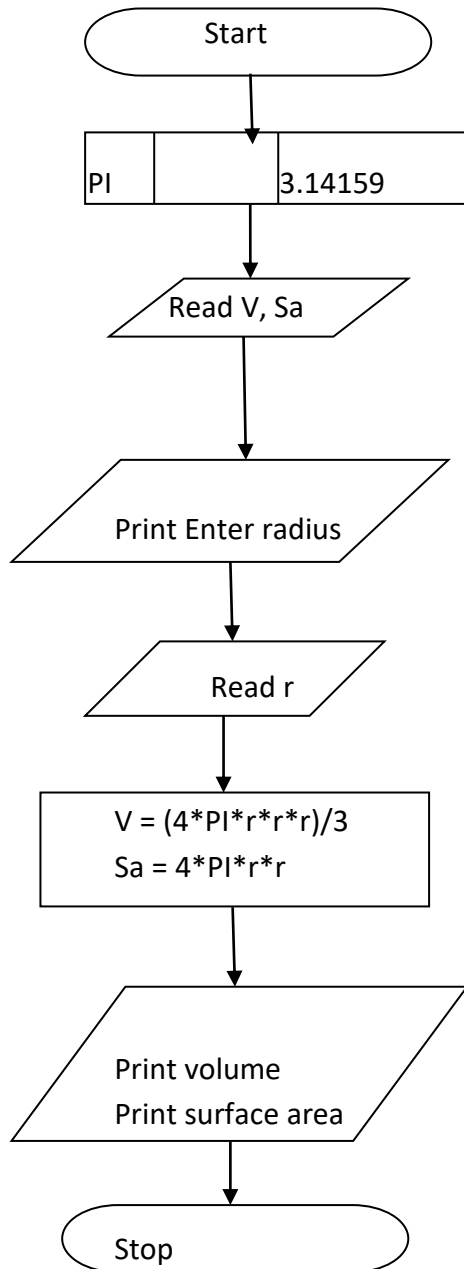 Start
PI 3.14159
Read V, Sa
Print Enter radius
Read r
V = (4*PI*r*r*r)/3
Sa = 4*PI*r*r
Print volume
Print surface area
Stop